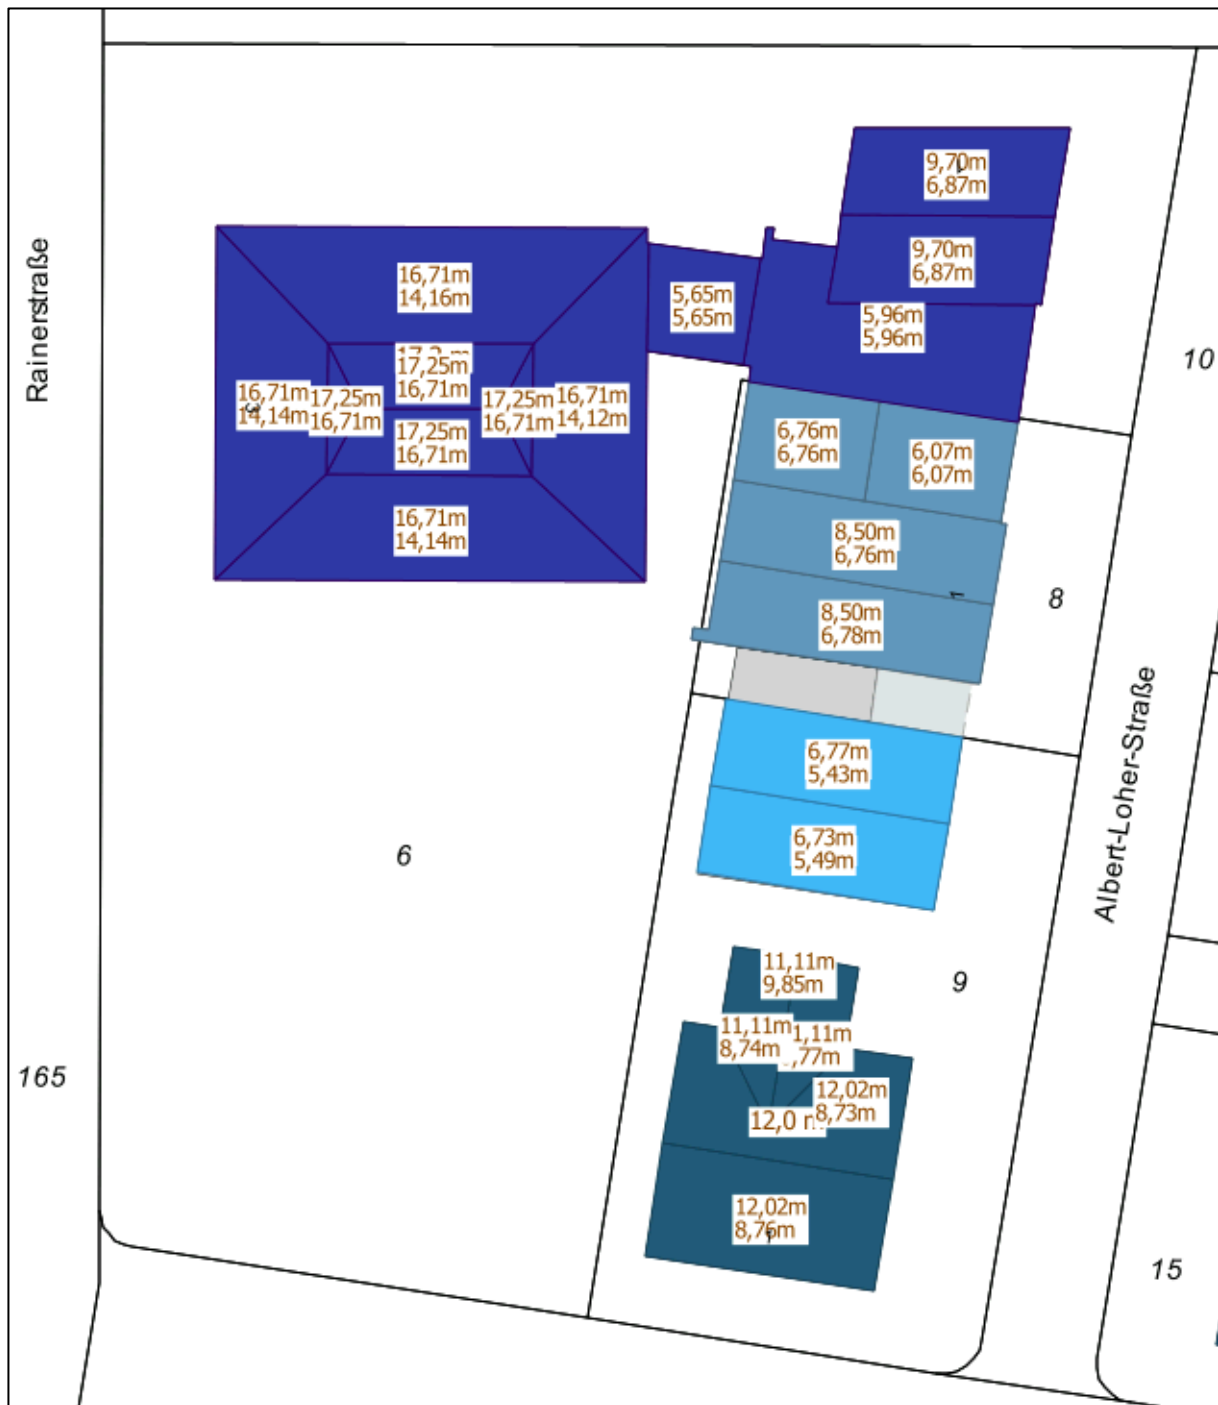 9,70m
6,87m
9,70m
6,87m
5,65m
5,65m
5,96m
5,96m
16,71m
14,16m
17,25m
16,71m
16,71m
14,14m
17,25m
16,71m
17,25m
16,71m
16,71m
14,12m
17,25m
16,71m
16,71m
14,14m
Rainerstraße
10
6,76m
6,76m
6,07m
6,07m
8,50m
6,76m
1
8
8,50m
6,78m
6,77m
5,43m
6,73m
5,49m
6
Albert-Loher-Straße
9
11,11m
9,85m
11,11m
8,74m
12,02m
8,73m
12,02m
8,76m
165
15